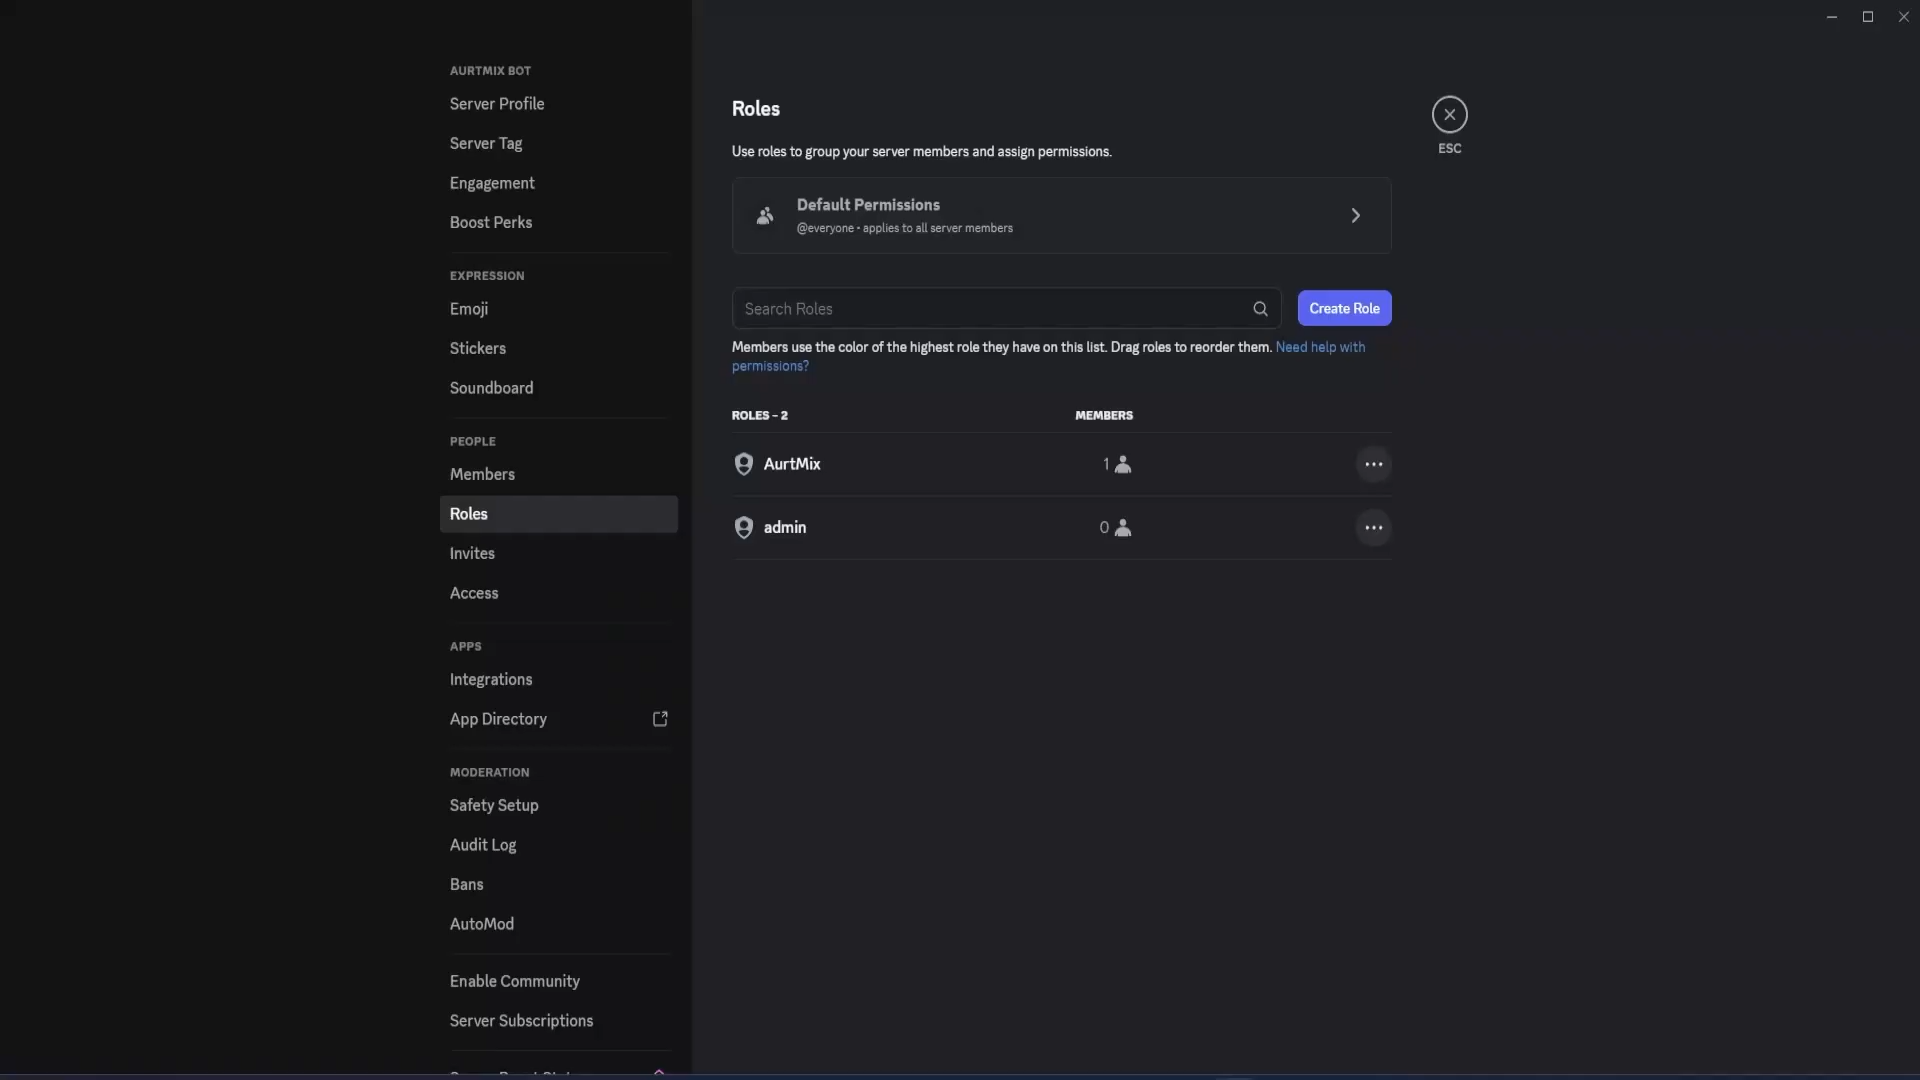 AURTMIX BOT
Server Profile
Server Tag
Engagement
Boost Perks
EXPRESSION
Emoji
Stickers
Soundboard
PEOPLE
Members
Roles
Invites
Access
APPS
Integrations
App Directory
MODERATION
Safety Setup
Audit Log
Bans
AutoMod
Enable Community
Server Subscriptions
Roles
ESC
Use roles to group your server members and assign permissions.
Default Permissions
@everyone • applies to all server members
Search Roles
Create Role
Members use the color of the highest role they have on this list. Drag roles to reorder them. Need help with
permissions?
ROLES – 2 MEMBERS
AurtMix 1
admin 0